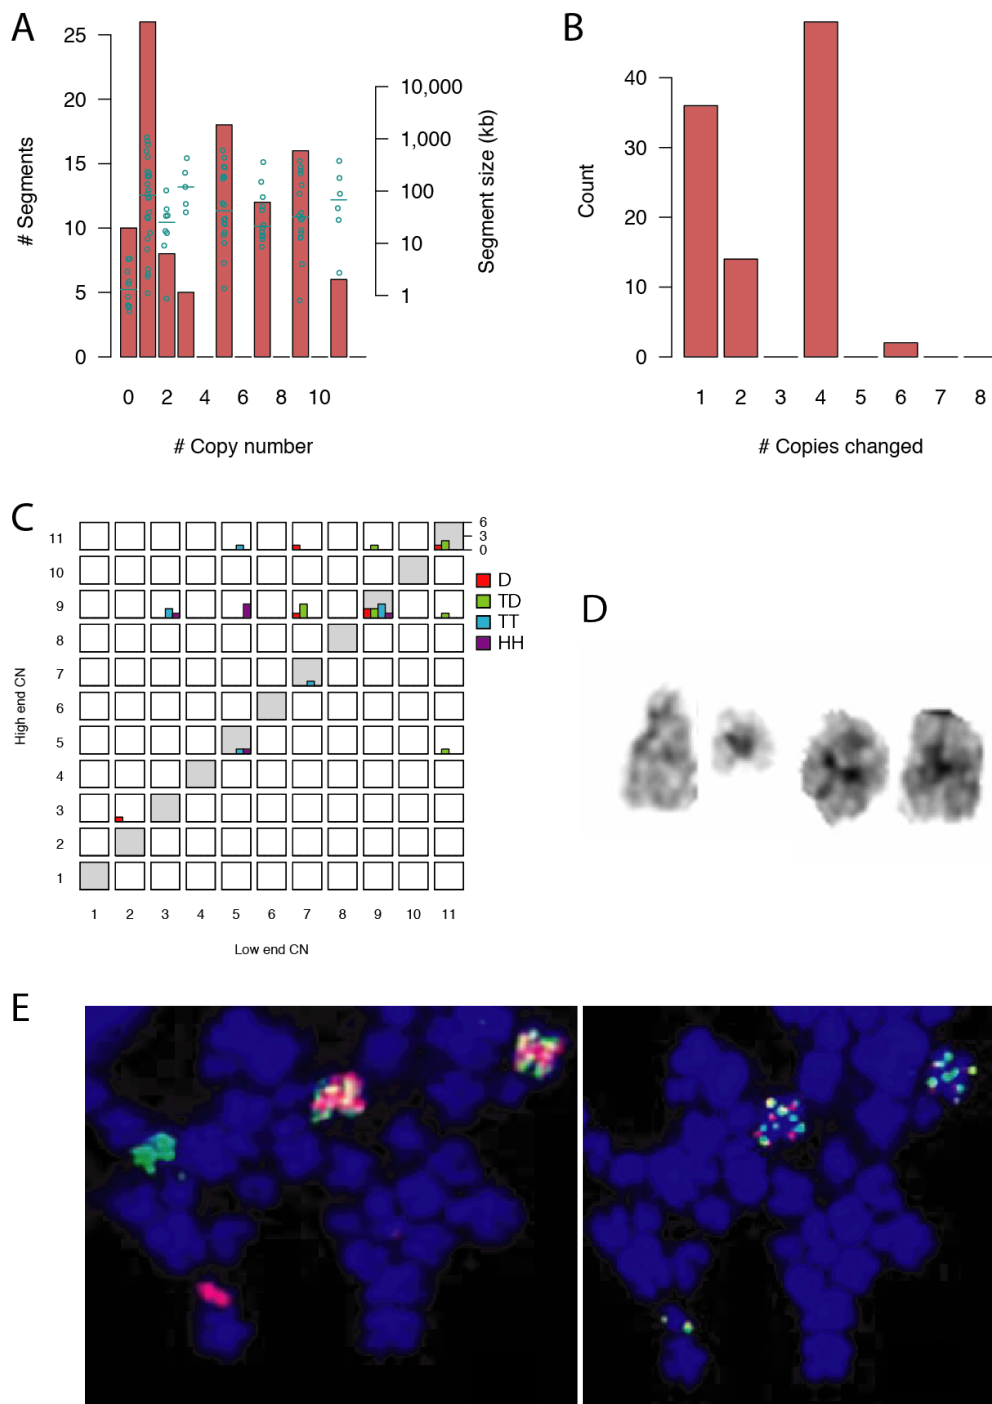 A
25
20
15
10
5
0
# Segments
10,000
1,000
100
10
1
Segment size (kb)
0 2 4 6 8 10
# Copy number
B
40
30
20
10
0
Count
1 2 3 4 5 6 7 8
# Copies changed
C
11
10
9
8
7
6
5
4
3
2
1
High end CN
6
3
0
D
TD
TT
HH
1 2 3 4 5 6 7 8 9 10 11
Low end CN
D
E